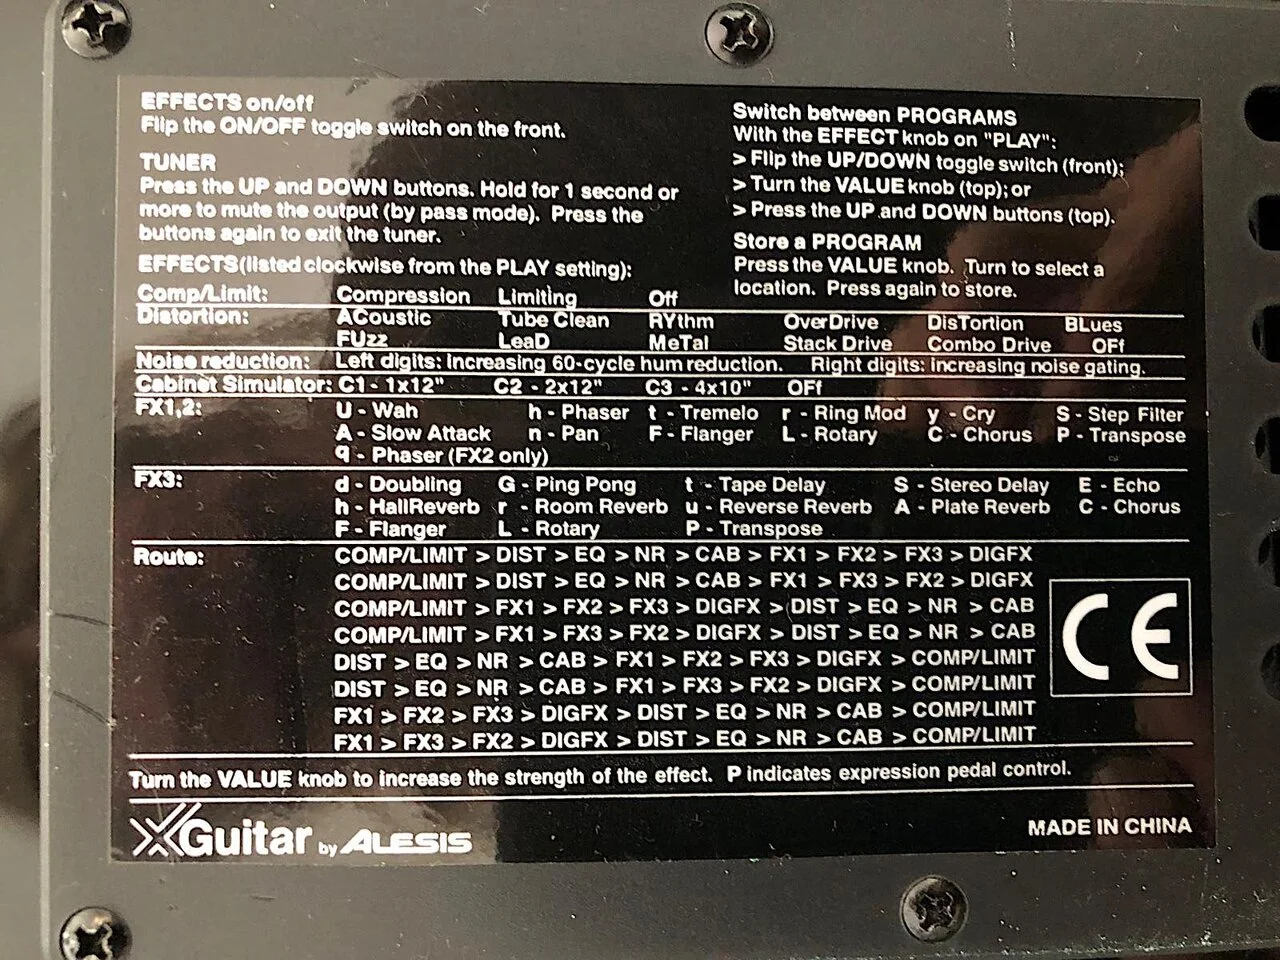 EFFECTS on/off
Flip the ON/OFF toggle switch on the front.
TUNER
Press the UP and DOWN buttons. Hold for 1 second or
more to mute the output (by pass mode). Press the
buttons again to exit the tuner.
Switch between PROGRAMS
With the EFFECT knob on "PLAY":
> Flip the UP/DOWN toggle switch (front);
> Turn the VALUE knob (top); or
> Press the UP and DOWN buttons (top).
Store a PROGRAM
Press the VALUE knob. Turn to select a
location. Press again to store.
EFFECTS(listed clockwise from the PLAY setting):
Comp/Limit: Compression Limiting Off
Distortion: ACoustic Tube Clean RYthm OverDrive DisTortion BLues
FUzz LeaD MeTal Stack Drive Combo Drive OFf
Noise reduction: Left digits: increasing 60-cycle hum reduction. Right digits: increasing noise gating.
Cabinet Simulator: C1 - 1x12" C2 - 2x12" C3 - 4x10" OFf
FX1,2: U - Wah h - Phaser t - Tremelo r - Ring Mod y - Cry S - Step Filter
A - Slow Attack n - Pan F - Flanger L - Rotary C - Chorus P - Transpose
q - Phaser (FX2 only)
FX3: d - Doubling G - Ping Pong t - Tape Delay S - Stereo Delay E - Echo
h - HallReverb r - Room Reverb u - Reverse Reverb A - Plate Reverb C - Chorus
F - Flanger L - Rotary P - Transpose
Route: COMP/LIMIT > DIST > EQ > NR > CAB > FX1 > FX2 > FX3 > DIGFX
COMP/LIMIT > DIST > EQ > NR > CAB > FX1 > FX3 > FX2 > DIGFX
COMP/LIMIT > FX1 > FX2 > FX3 > DIGFX > DIST > EQ > NR > CAB
COMP/LIMIT > FX1 > FX3 > FX2 > DIGFX > DIST > EQ > NR > CAB
DIST > EQ > NR > CAB > FX1 > FX2 > FX3 > DIGFX > COMP/LIMIT
DIST > EQ > NR > CAB > FX1 > FX3 > FX2 > DIGFX > COMP/LIMIT
FX1 > FX2 > FX3 > DIGFX > DIST > EQ > NR > CAB > COMP/LIMIT
FX1 > FX3 > FX2 > DIGFX > DIST > EQ > NR > CAB > COMP/LIMIT
CE
Turn the VALUE knob to increase the strength of the effect. P indicates expression pedal control.
XGuitar by ALESIS
MADE IN CHINA